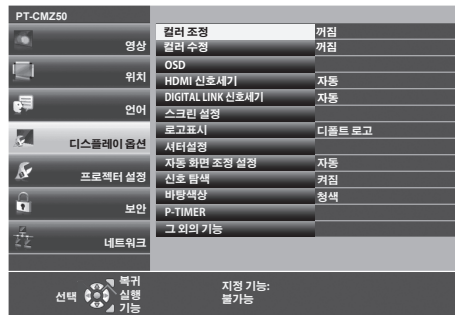 PT-CMZ50
영상
위치
언어
디스플레이 옵션
프로젝터 설정
보안
네트워크
컬러 조정 꺼짐
컬러 수정 꺼짐
OSD
HDMI 신호세기 자동
DIGITAL LINK 신호세기 자동
스크린 설정
로고표시 디폴트 로고
셔터설정
자동 화면 조정 설정 자동
신호 탐색 켜짐
바탕색상 청색
P-TIMER
그 외의 기능
선택
복귀
실행
기능
지정 기능:
불가능